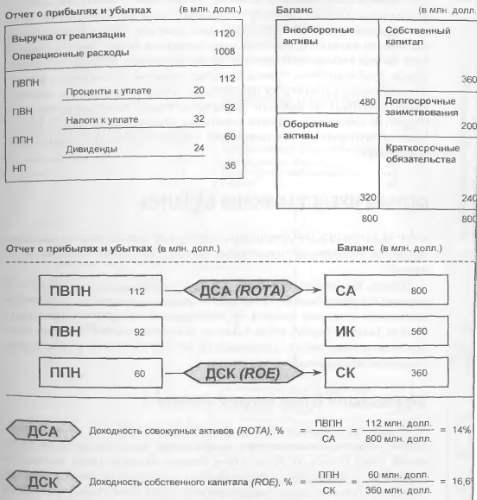 Отчет о прибылях и убытках (в млн. долл.)
Выручка от реализации 1120
Операционные расходы 1008
ПВПН 112
Проценты к уплате 20
ПВН 92
Налоги к уплате 32
ППН 60
Дивиденды 24
НП 36
Баланс (в млн. долл.)
Внеоборотные активы 480
Оборотные активы 320
800
Собственный капитал 360
Долгосрочные заимствования 200
Краткосрочные обязательства 240
800
Отчет о прибылях и убытках (в млн. долл.) Баланс (в млн. долл.)
ПВПН 112 ДСА (ROTA) СА 800
ПВН 92 ИК 560
ППН 60 ДСК (ROE) СК 360
ДСА Доходность совокупных активов (ROTA), % = ПВПН / СА = 112 млн. долл. / 800 млн. долл. = 14%
ДСК Доходность собственного капитала (ROE), % = ППН / СК = 60 млн. долл. / 360 млн. долл. = 16,6